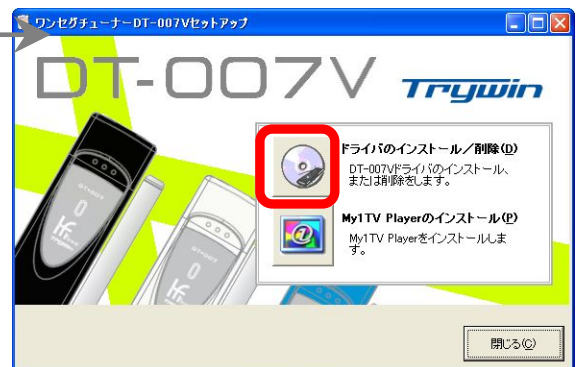 ワンセグチューナーDT-007Vセットアップ
DT-007V
Trywin
ドライバのインストール／削除(D)
DT-007Vドライバのインストール、
または削除をします。
My1TV Playerのインストール(P)
My1TV Playerをインストールしま
す。
閉じる(C)